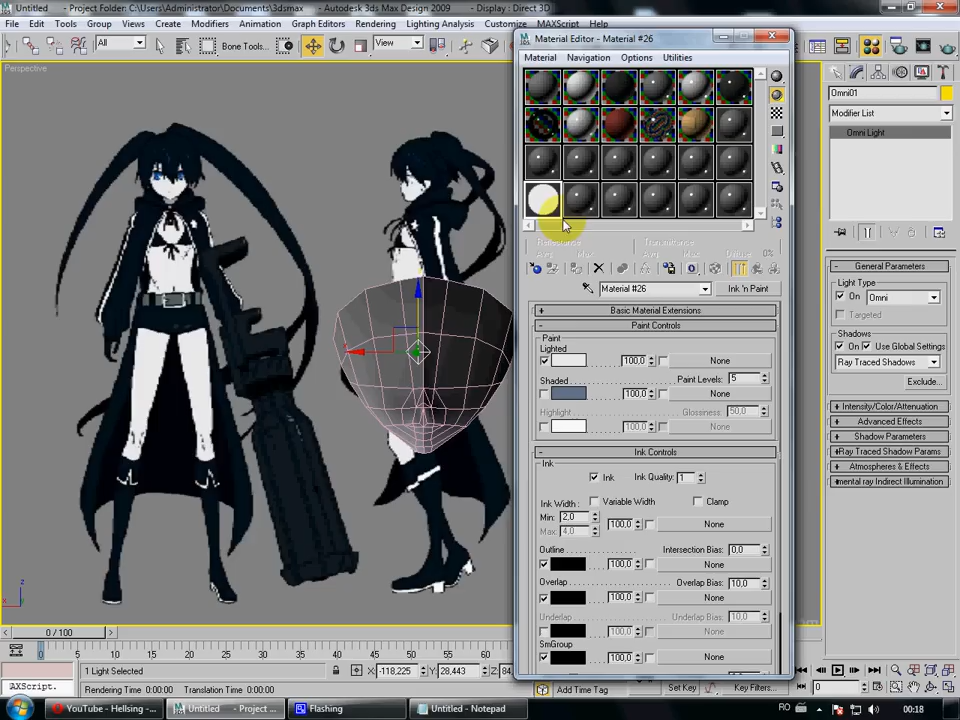 Untitled - Project Folder: C:\Users\Administrator\Documents\3dsmax - Autodesk 3ds Max Design 2009 - Display : Direct 3D
File Edit Tools Group Views Create Modifiers Animation Graph Editors Rendering Lighting Analysis Customize MAXScript Help
All Bone Tools... View
Perspective
Material Editor - Material #26
Material Navigation Options Utilities
Reflectance Transmittance
Avg Max Avg Max Diffuse 0%
Material #26 Ink 'n Paint
+ Basic Material Extensions
- Paint Controls
Paint
Lighted
100,0 None
Shaded Paint Levels: 5
100,0 None
Highlight Glossiness: 50,0
100,0 None
- Ink Controls
Ink
Ink Ink Quality: 1
Ink Width: Variable Width Clamp
Min: 2,0 100,0 None
Max: 4,0
Outline Intersection Bias: 0,0
100,0 None
Overlap Overlap Bias: 10,0
100,0 None
Underlap Underlap Bias: 10,0
100,0 None
SmGroup
100,0 None
Omni01
Modifier List
Omni Light
- General Parameters
Light Type
On Omni
Targeted
Shadows
On Use Global Settings
Ray Traced Shadows
Exclude...
+ Intensity/Color/Attenuation
+ Advanced Effects
+ Shadow Parameters
+ Ray Traced Shadow Params
+ Atmospheres & Effects
+ mental ray Indirect Illumination
z
x
0 / 100
0 5 10 15 20 25 30 35 40 45 50
1 Light Selected X: -118,225 Y: 28,443
AXScript. Rendering Time 0:00:00 Translation Time 0:00:00 Add Time Tag Set Key Key Filters... 0
YouTube - Hellsing -... Untitled - Project ... Flashing Untitled - Notepad RO 00:18